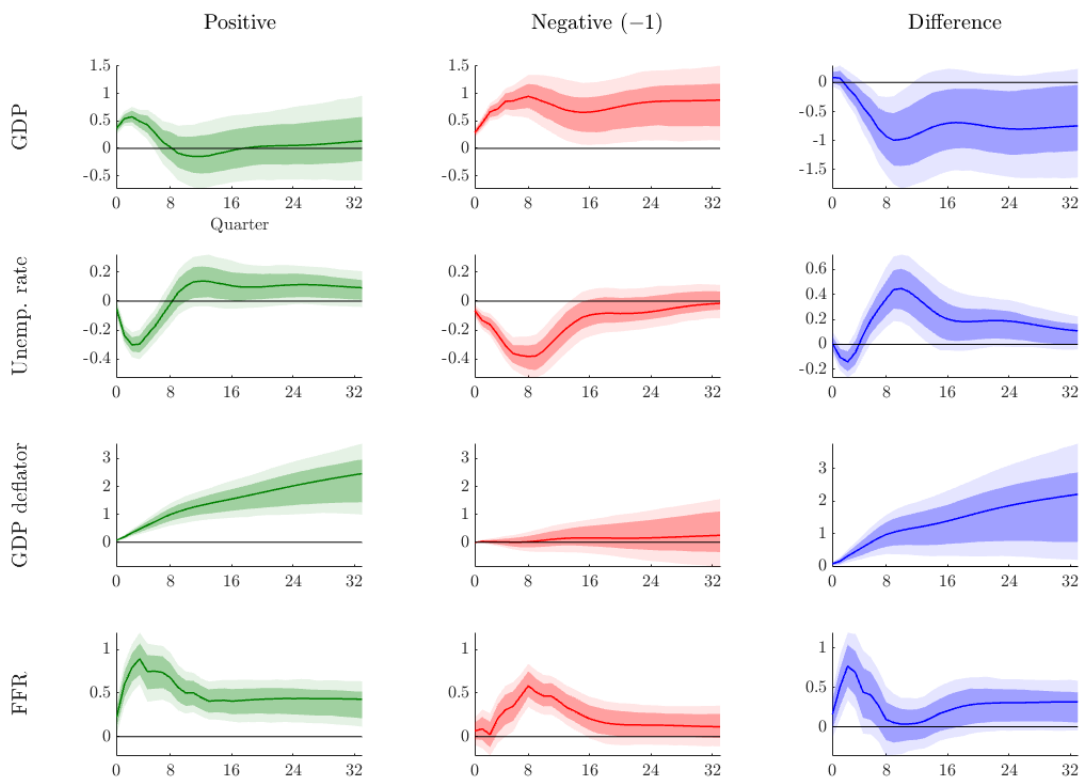 Positive Negative (−1) Difference
GDP
1.5 1 0.5 0 -0.5
0 8 16 24 32
Quarter
1.5 1 0.5 0 -0.5
0 8 16 24 32
0 -0.5 -1 -1.5
0 8 16 24 32
Unemp. rate
0.2 0 -0.2 -0.4
0 8 16 24 32
0.2 0 -0.2 -0.4
0 8 16 24 32
0.6 0.4 0.2 0 -0.2
0 8 16 24 32
GDP deflator
3 2 1 0
0 8 16 24 32
3 2 1 0
0 8 16 24 32
3 2 1 0
0 8 16 24 32
FFR
1 0.5 0
0 8 16 24 32
1 0.5 0
0 8 16 24 32
1 0.5 0
0 8 16 24 32